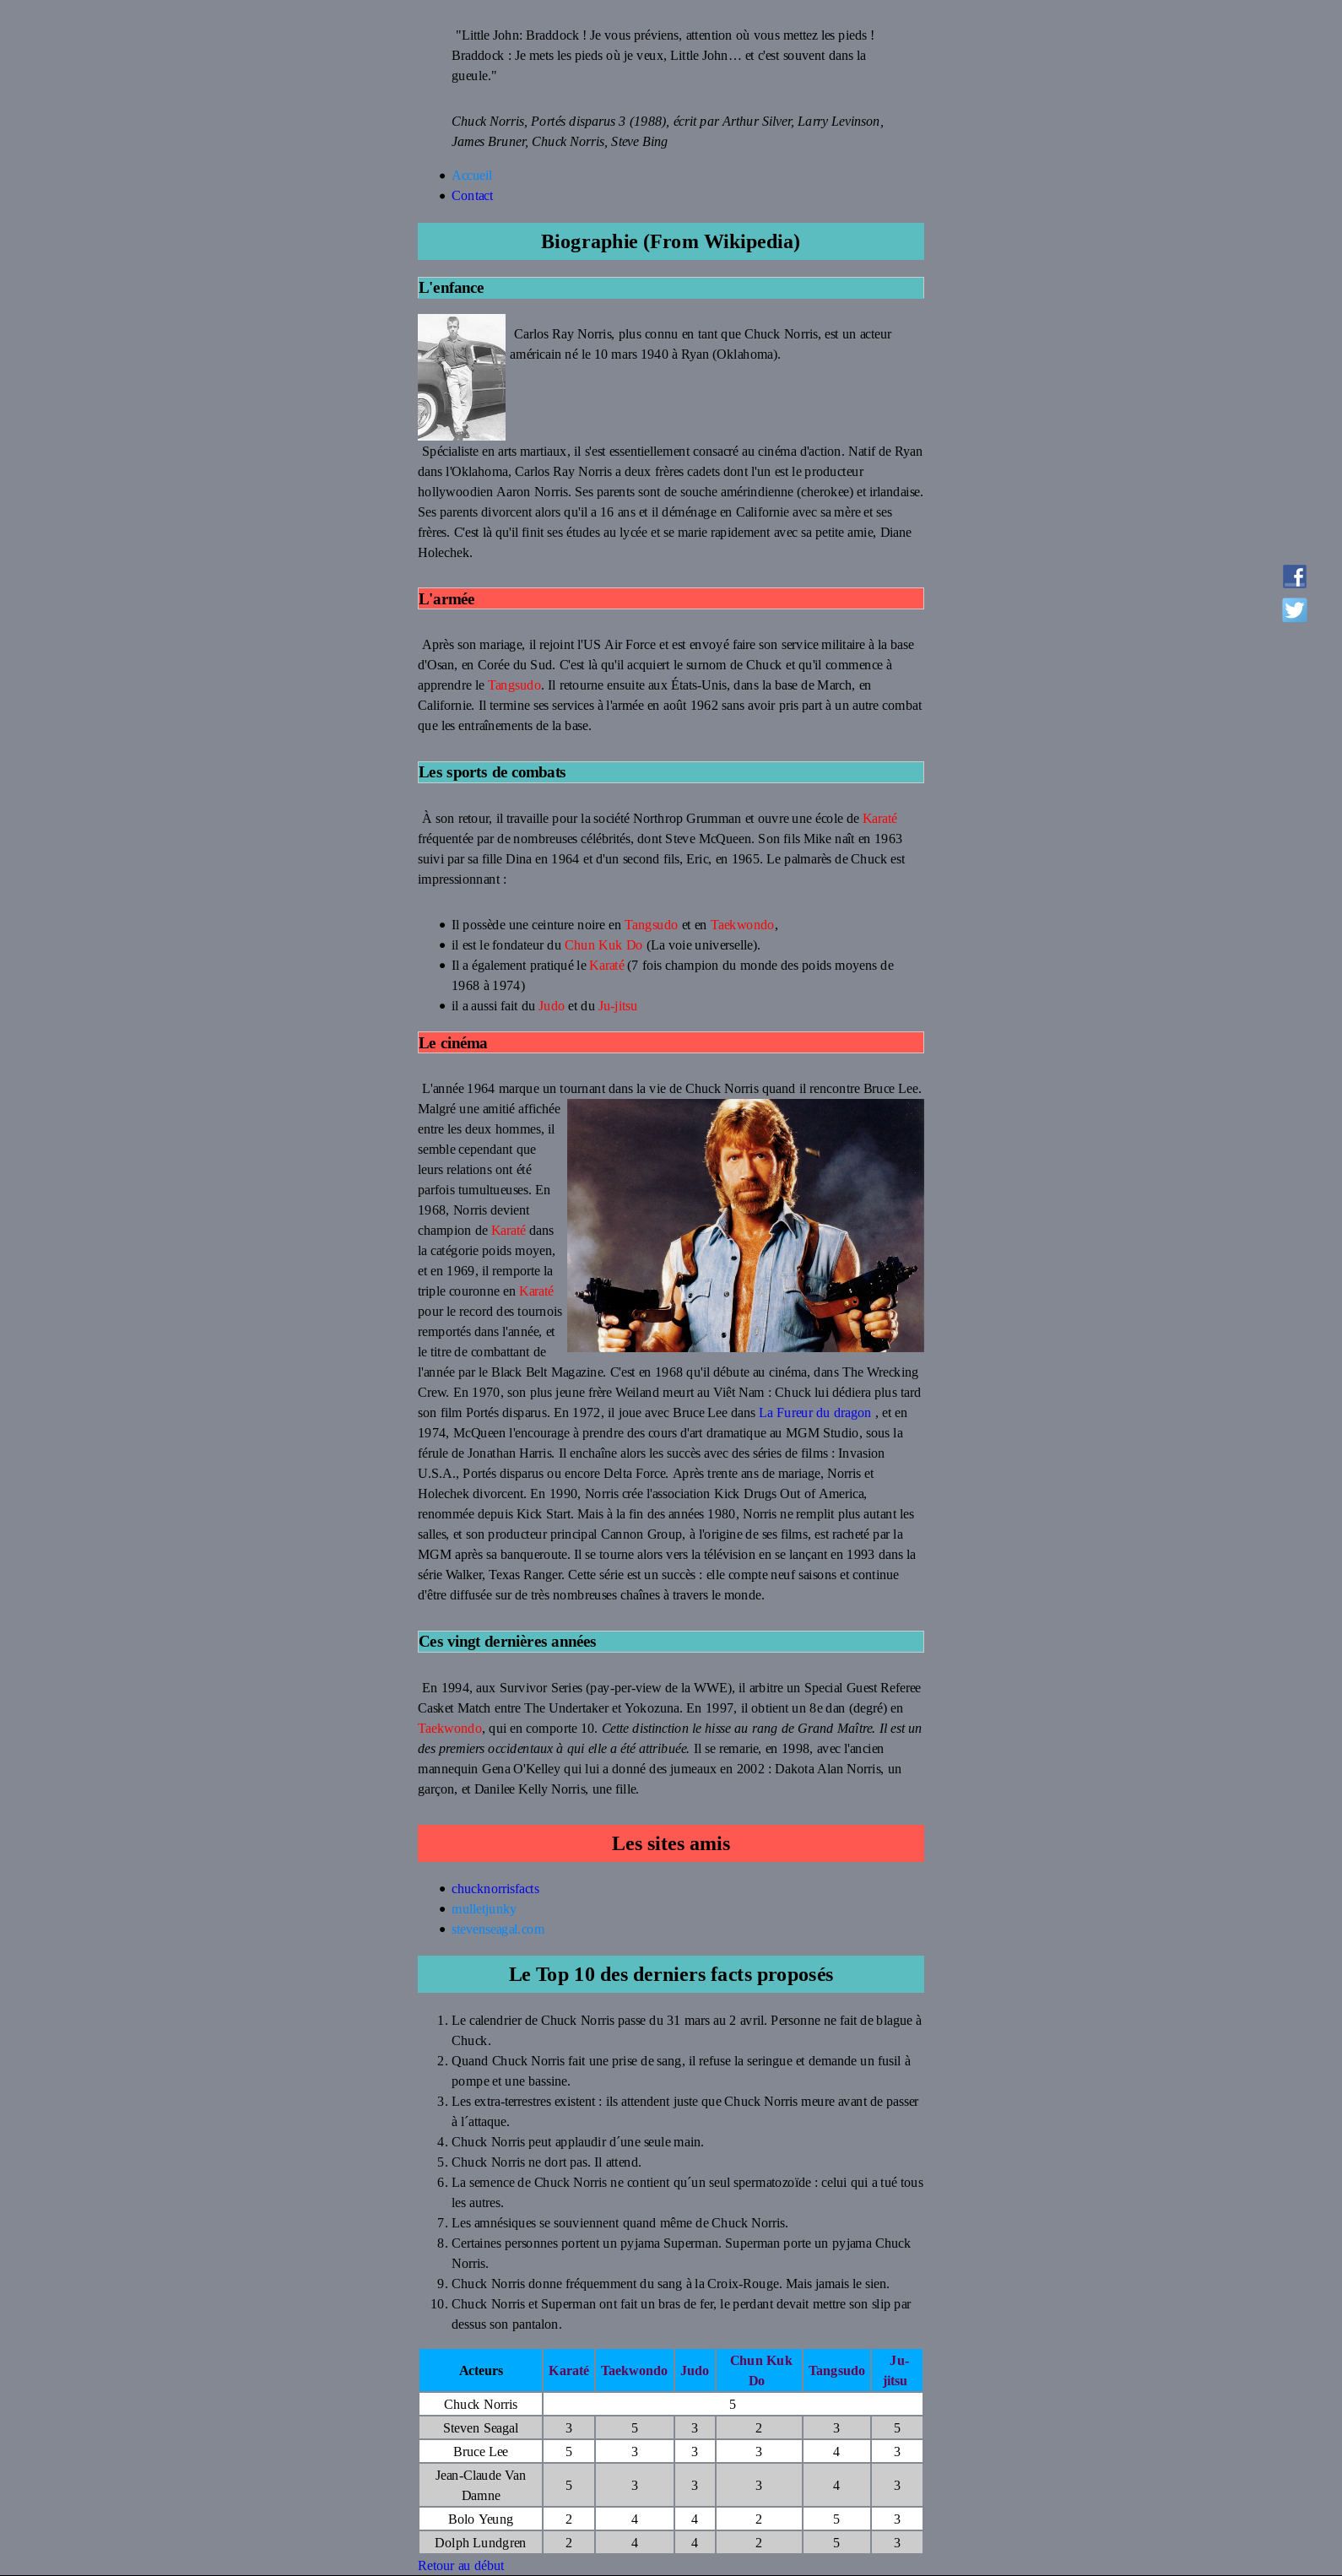 "Little John: Braddock ! Je vous préviens, attention où vous mettez les pieds !
Braddock : Je mets les pieds où je veux, Little John… et c'est souvent dans la
gueule."
Chuck Norris, Portés disparus 3 (1988), écrit par Arthur Silver, Larry Levinson,
James Bruner, Chuck Norris, Steve Bing
Accueil
Contact
Biographie (From Wikipedia)
L'enfance
Carlos Ray Norris, plus connu en tant que Chuck Norris, est un acteur
américain né le 10 mars 1940 à Ryan (Oklahoma).
Spécialiste en arts martiaux, il s'est essentiellement consacré au cinéma d'action. Natif de Ryan
dans l'Oklahoma, Carlos Ray Norris a deux frères cadets dont l'un est le producteur
hollywoodien Aaron Norris. Ses parents sont de souche amérindienne (cherokee) et irlandaise.
Ses parents divorcent alors qu'il a 16 ans et il déménage en Californie avec sa mère et ses
frères. C'est là qu'il finit ses études au lycée et se marie rapidement avec sa petite amie, Diane
Holechek.
L'armée
Après son mariage, il rejoint l'US Air Force et est envoyé faire son service militaire à la base
d'Osan, en Corée du Sud. C'est là qu'il acquiert le surnom de Chuck et qu'il commence à
apprendre le Tangsudo. Il retourne ensuite aux États-Unis, dans la base de March, en
Californie. Il termine ses services à l'armée en août 1962 sans avoir pris part à un autre combat
que les entraînements de la base.
Les sports de combats
À son retour, il travaille pour la société Northrop Grumman et ouvre une école de Karaté
fréquentée par de nombreuses célébrités, dont Steve McQueen. Son fils Mike naît en 1963
suivi par sa fille Dina en 1964 et d'un second fils, Eric, en 1965. Le palmarès de Chuck est
impressionnant :
Il possède une ceinture noire en Tangsudo et en Taekwondo,
il est le fondateur du Chun Kuk Do (La voie universelle).
Il a également pratiqué le Karaté (7 fois champion du monde des poids moyens de
1968 à 1974)
il a aussi fait du Judo et du Ju-jitsu
Le cinéma
L'année 1964 marque un tournant dans la vie de Chuck Norris quand il rencontre Bruce Lee.
Malgré une amitié affichée
entre les deux hommes, il
semble cependant que
leurs relations ont été
parfois tumultueuses. En
1968, Norris devient
champion de Karaté dans
la catégorie poids moyen,
et en 1969, il remporte la
triple couronne en Karaté
pour le record des tournois
remportés dans l'année, et
le titre de combattant de
l'année par le Black Belt Magazine. C'est en 1968 qu'il débute au cinéma, dans The Wrecking
Crew. En 1970, son plus jeune frère Weiland meurt au Viêt Nam : Chuck lui dédiera plus tard
son film Portés disparus. En 1972, il joue avec Bruce Lee dans La Fureur du dragon , et en
1974, McQueen l'encourage à prendre des cours d'art dramatique au MGM Studio, sous la
férule de Jonathan Harris. Il enchaîne alors les succès avec des séries de films : Invasion
U.S.A., Portés disparus ou encore Delta Force. Après trente ans de mariage, Norris et
Holechek divorcent. En 1990, Norris crée l'association Kick Drugs Out of America,
renommée depuis Kick Start. Mais à la fin des années 1980, Norris ne remplit plus autant les
salles, et son producteur principal Cannon Group, à l'origine de ses films, est racheté par la
MGM après sa banqueroute. Il se tourne alors vers la télévision en se lançant en 1993 dans la
série Walker, Texas Ranger. Cette série est un succès : elle compte neuf saisons et continue
d'être diffusée sur de très nombreuses chaînes à travers le monde.
Ces vingt dernières années
En 1994, aux Survivor Series (pay-per-view de la WWE), il arbitre un Special Guest Referee
Casket Match entre The Undertaker et Yokozuna. En 1997, il obtient un 8e dan (degré) en
Taekwondo, qui en comporte 10. Cette distinction le hisse au rang de Grand Maître. Il est un
des premiers occidentaux à qui elle a été attribuée. Il se remarie, en 1998, avec l'ancien
mannequin Gena O'Kelley qui lui a donné des jumeaux en 2002 : Dakota Alan Norris, un
garçon, et Danilee Kelly Norris, une fille.
Les sites amis
chucknorrisfacts
mulletjunky
stevenseagal.com
Le Top 10 des derniers facts proposés
1. Le calendrier de Chuck Norris passe du 31 mars au 2 avril. Personne ne fait de blague à
Chuck.
2. Quand Chuck Norris fait une prise de sang, il refuse la seringue et demande un fusil à
pompe et une bassine.
3. Les extra-terrestres existent : ils attendent juste que Chuck Norris meure avant de passer
à l´attaque.
4. Chuck Norris peut applaudir d´une seule main.
5. Chuck Norris ne dort pas. Il attend.
6. La semence de Chuck Norris ne contient qu´un seul spermatozoïde : celui qui a tué tous
les autres.
7. Les amnésiques se souviennent quand même de Chuck Norris.
8. Certaines personnes portent un pyjama Superman. Superman porte un pyjama Chuck
Norris.
9. Chuck Norris donne fréquemment du sang à la Croix-Rouge. Mais jamais le sien.
10. Chuck Norris et Superman ont fait un bras de fer, le perdant devait mettre son slip par
dessus son pantalon.
Acteurs Karaté Taekwondo Judo Chun Kuk Do Tangsudo Ju-jitsu
Chuck Norris 5
Steven Seagal 3 5 3 2 3 5
Bruce Lee 5 3 3 3 4 3
Jean-Claude Van Damne 5 3 3 3 4 3
Bolo Yeung 2 4 4 2 5 3
Dolph Lundgren 2 4 4 2 5 3
Retour au début